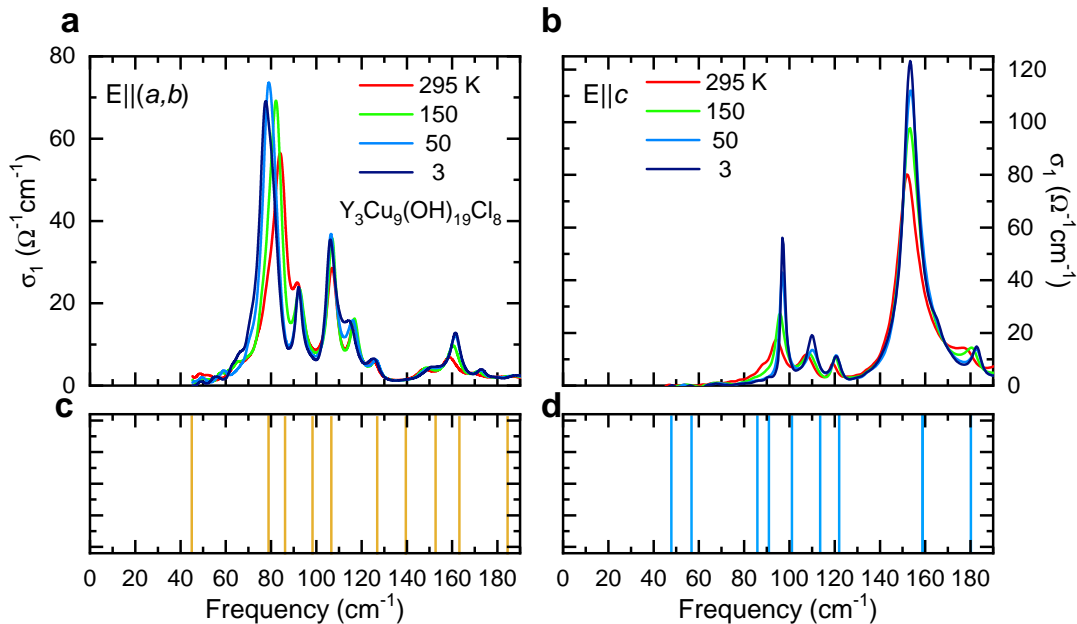 a
b
80
60
40
20
0
σ₁ (Ω⁻¹cm⁻¹)
E||(a,b)
295 K
150
50
3
Y₃Cu₉(OH)₁₉Cl₈
E||c
295 K
150
50
3
120
100
80
60
40
20
0
σ₁ (Ω⁻¹cm⁻¹)
c
d
0 20 40 60 80 100 120 140 160 180
Frequency (cm⁻¹)
0 20 40 60 80 100 120 140 160 180
Frequency (cm⁻¹)